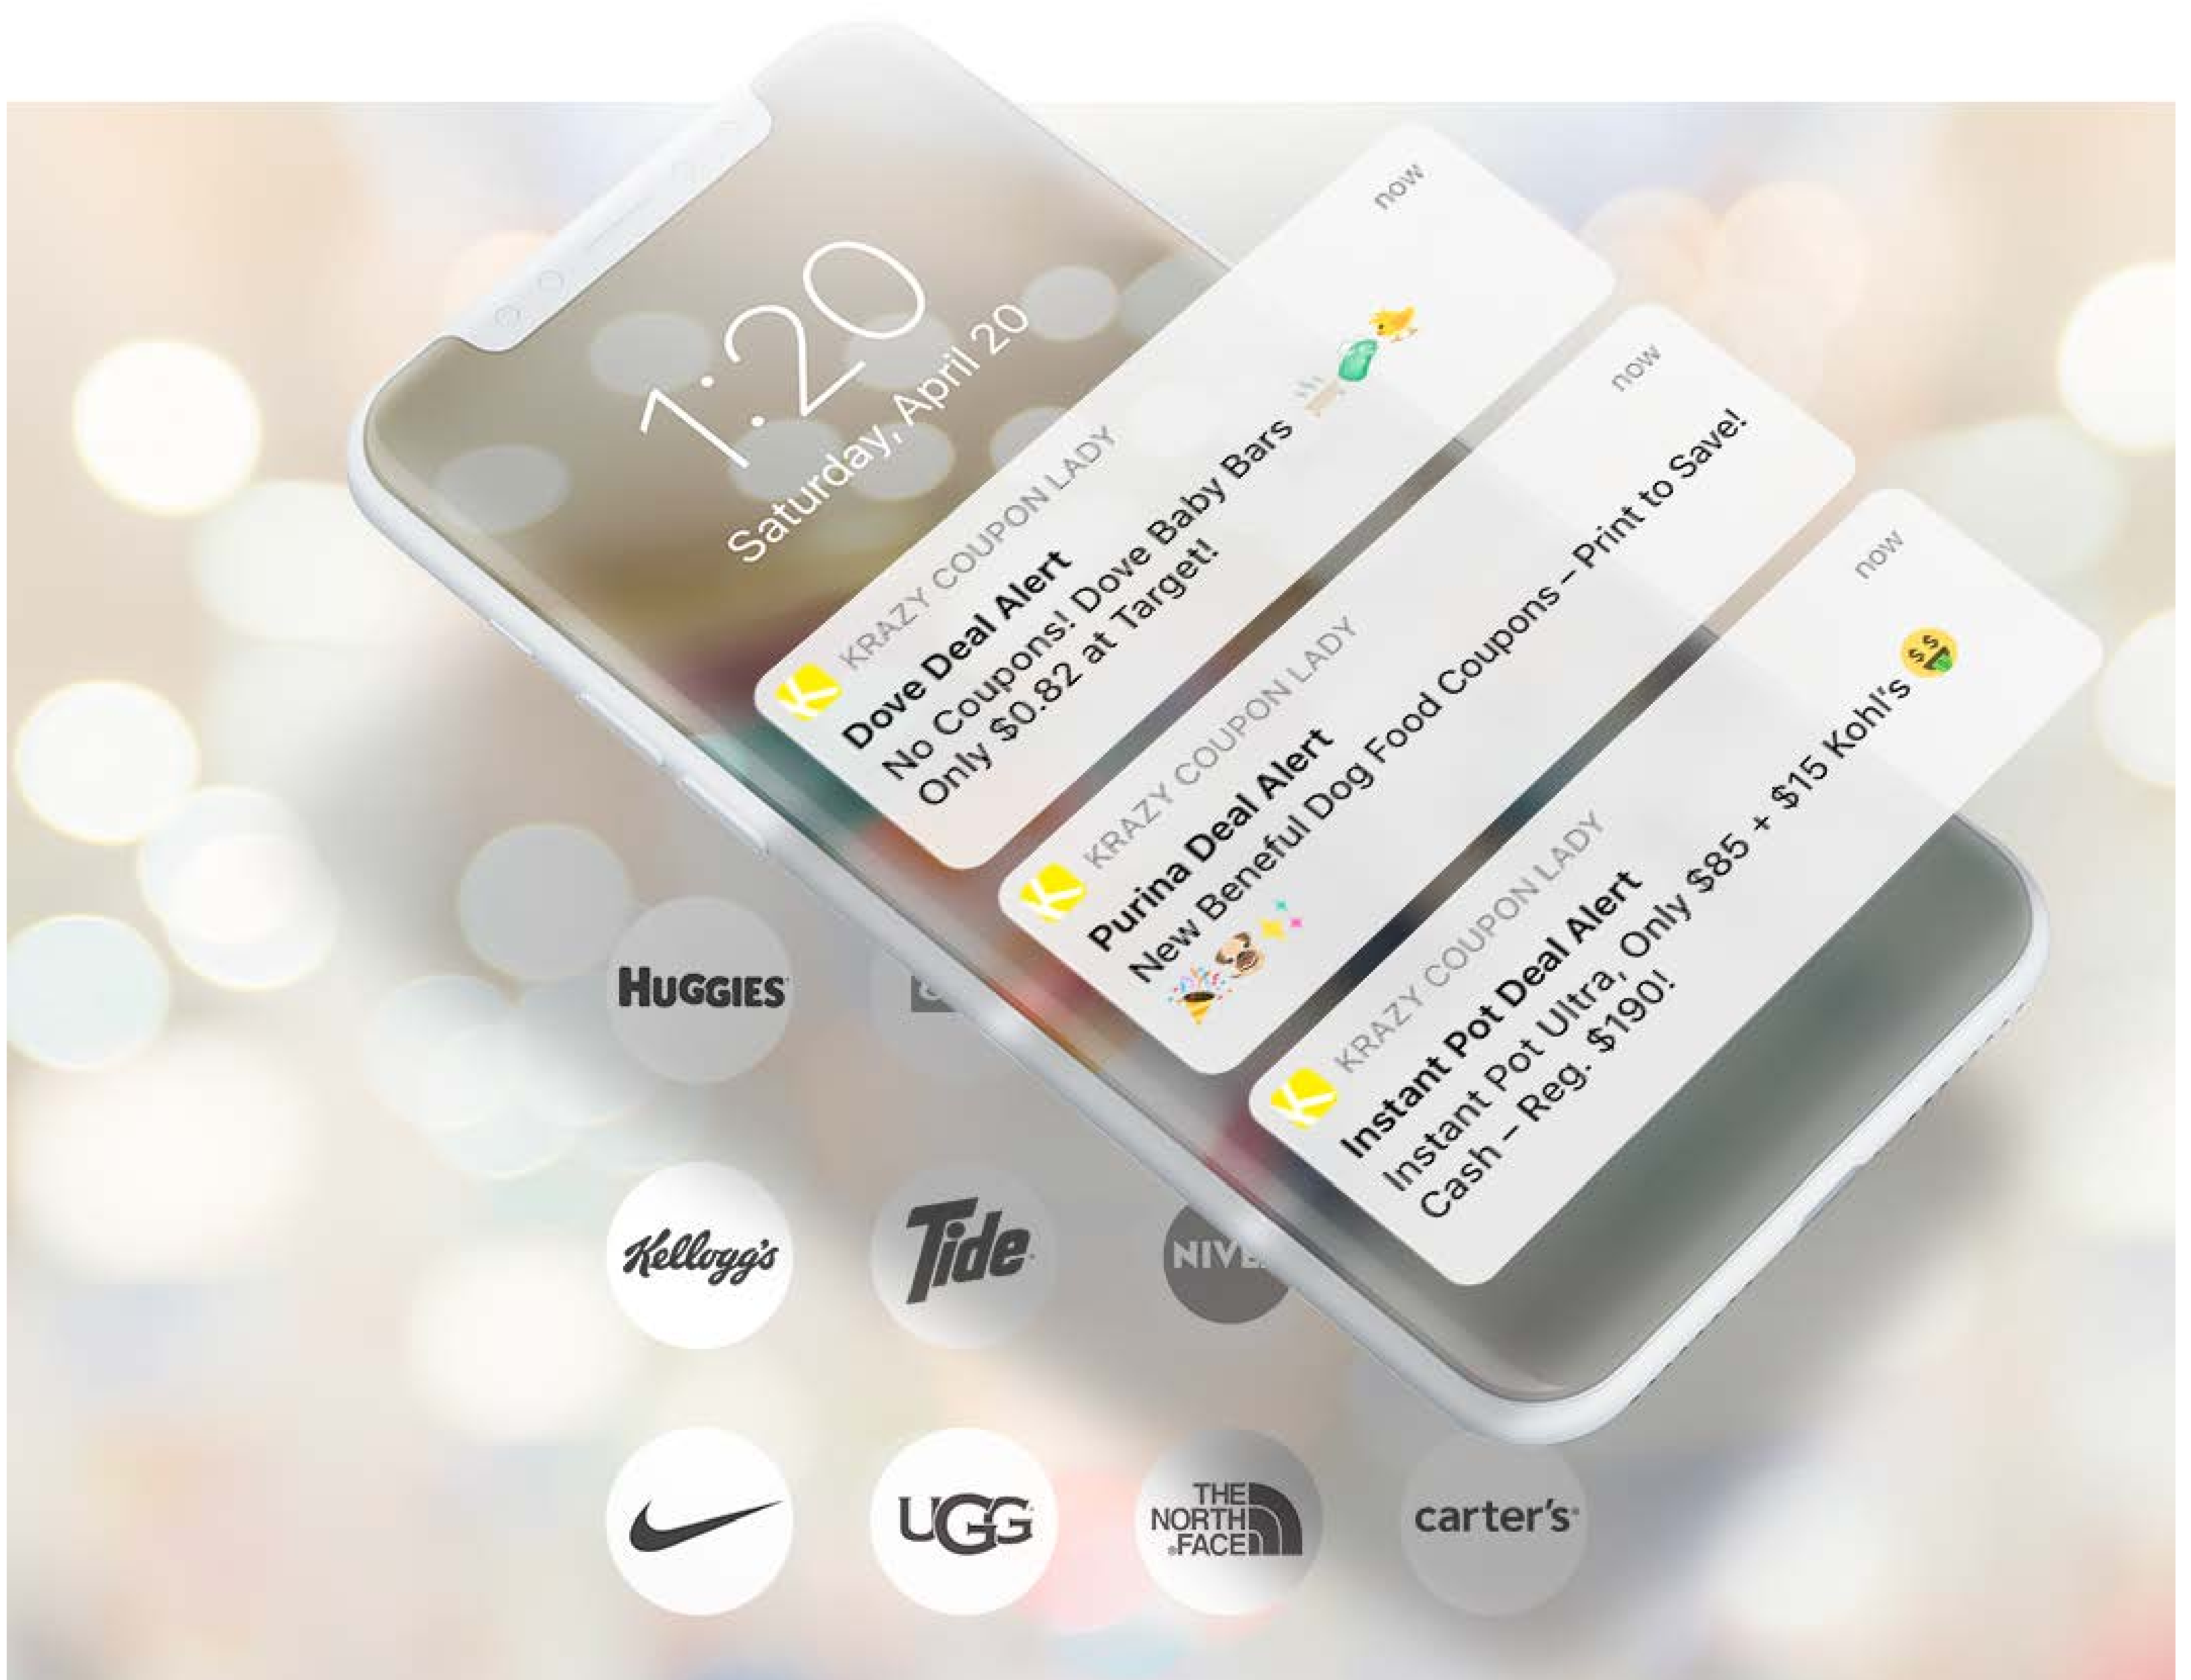 1:20
Saturday, April 20
KRAZY COUPON LADY
now
Dove Deal Alert
No Coupons! Dove Baby Bars 🛀🧼🐥
Only $0.82 at Target!
KRAZY COUPON LADY
now
Purina Deal Alert
New Beneful Dog Food Coupons – Print to Save!
🎉🐶✨
KRAZY COUPON LADY
now
Instant Pot Deal Alert
Instant Pot Ultra, Only $85 + $15 Kohl's 🤑
Cash – Reg. $190!
HUGGIES
Kellogg's
Tide
UGG
THE
NORTH
FACE
carter's